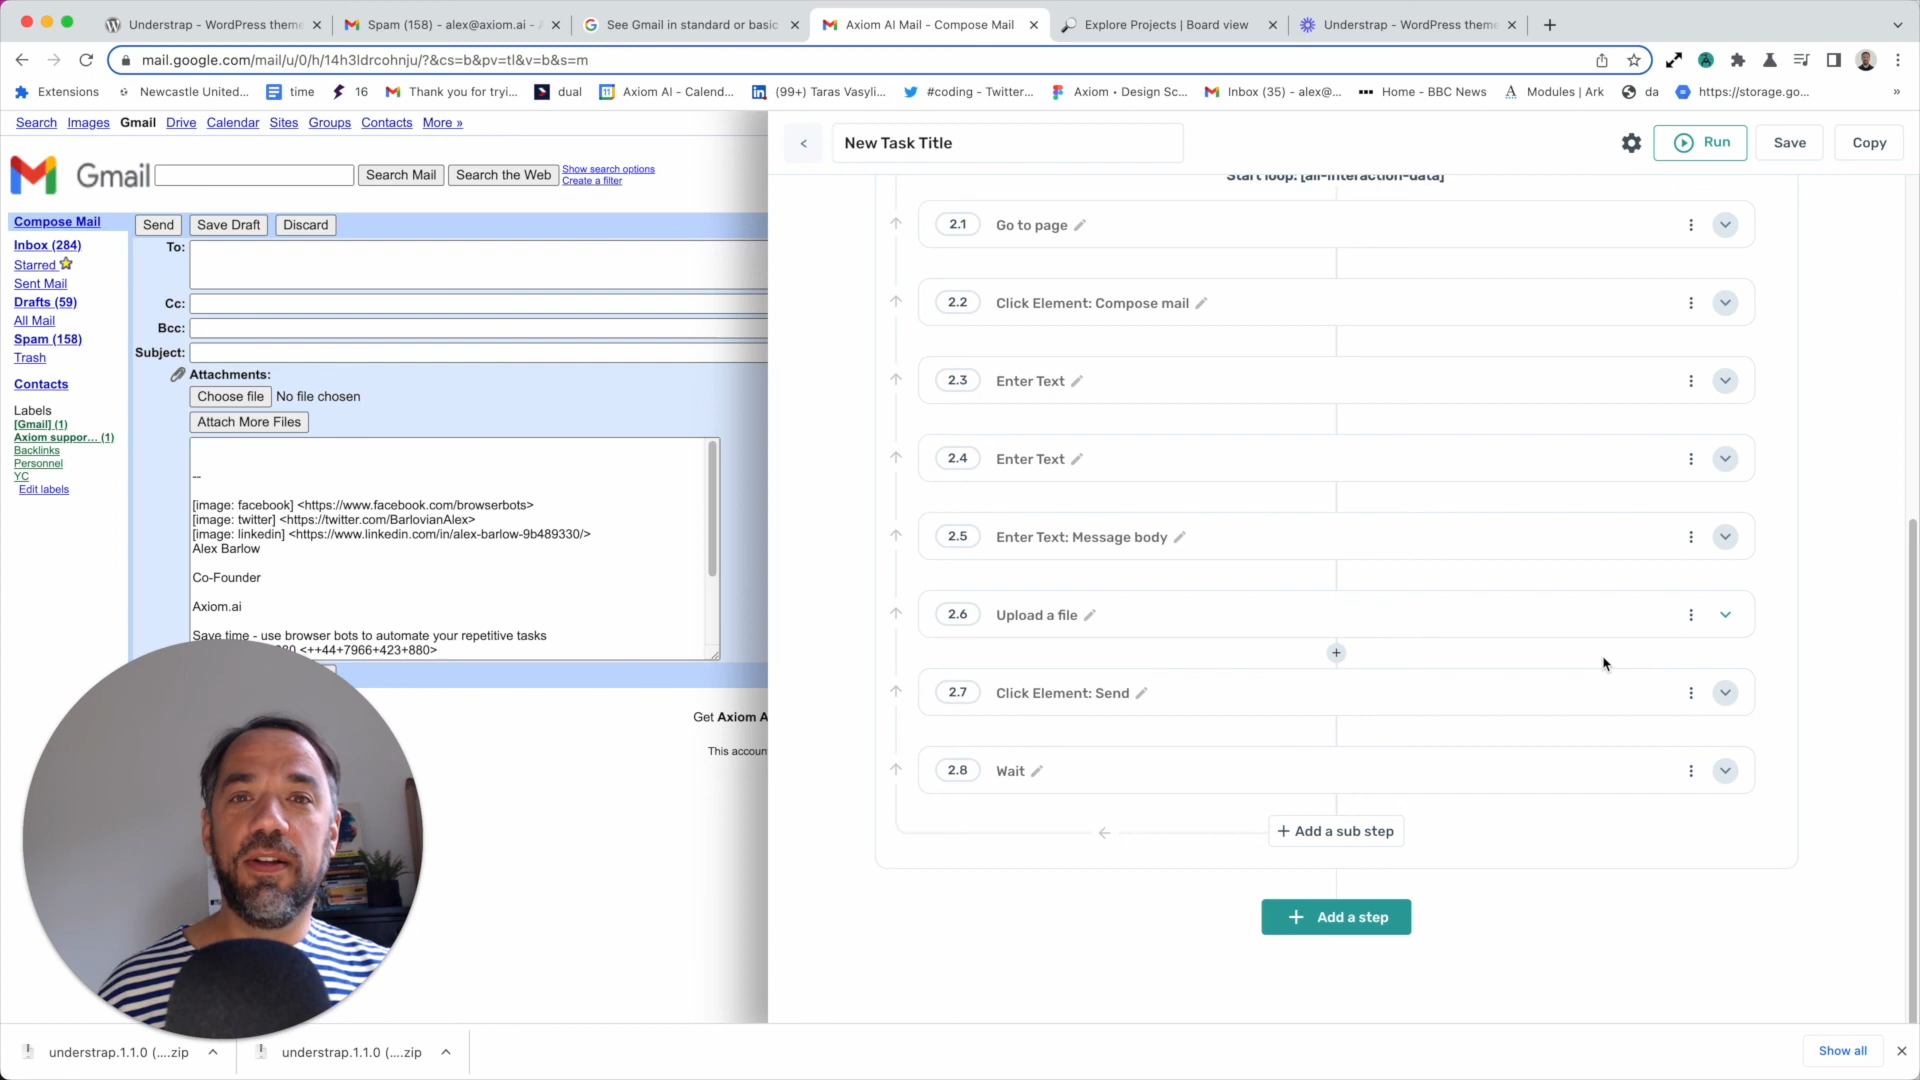 Understrap - WordPress theme
Spam (158) - alex@axiom.ai -
See Gmail in standard or basic
Axiom AI Mail - Compose Mail
Explore Projects | Board view
Understrap - WordPress theme
mail.google.com/mail/u/0/h/14h3ldrcohnju/?&cs=b&pv=tl&v=b&s=m
Extensions
Newcastle United...
time
16
Thank you for tryi...
dual
Axiom AI - Calend...
(99+) Taras Vasyli...
#coding - Twitter...
Axiom • Design Sc...
Inbox (35) - alex@...
Home - BBC News
Modules | Ark
da
https://storage.go...
»
Search Images Gmail Drive Calendar Sites Groups Contacts More »
Gmail
Search Mail
Search the Web
Show search options
Create a filter
Compose Mail
Inbox (284)
Starred
Sent Mail
Drafts (59)
All Mail
Spam (158)
Trash
Contacts
Labels
[Gmail] (1)
Axiom suppor... (1)
Backlinks
Personnel
YC
Edit labels
Send
Save Draft
Discard
To:
Cc:
Bcc:
Subject:
Attachments:
Choose file No file chosen
Attach More Files
--
[image: facebook] <https://www.facebook.com/browserbots>
[image: twitter] <https://twitter.com/BarlovianAlex>
[image: linkedin] <https://www.linkedin.com/in/alex-barlow-9b489330/>
Alex Barlow
Co-Founder
Axiom.ai
Save time - use browser bots to automate your repetitive tasks
<++44+7966+423+880>
Get Axiom A
This accoun
<
New Task Title
Run
Save
Copy
Start loop: [all-interaction-data]
2.1 Go to page
2.2 Click Element: Compose mail
2.3 Enter Text
2.4 Enter Text
2.5 Enter Text: Message body
2.6 Upload a file
+
2.7 Click Element: Send
2.8 Wait
+ Add a sub step
+ Add a step
understrap.1.1.0 (....zip
understrap.1.1.0 (....zip
Show all